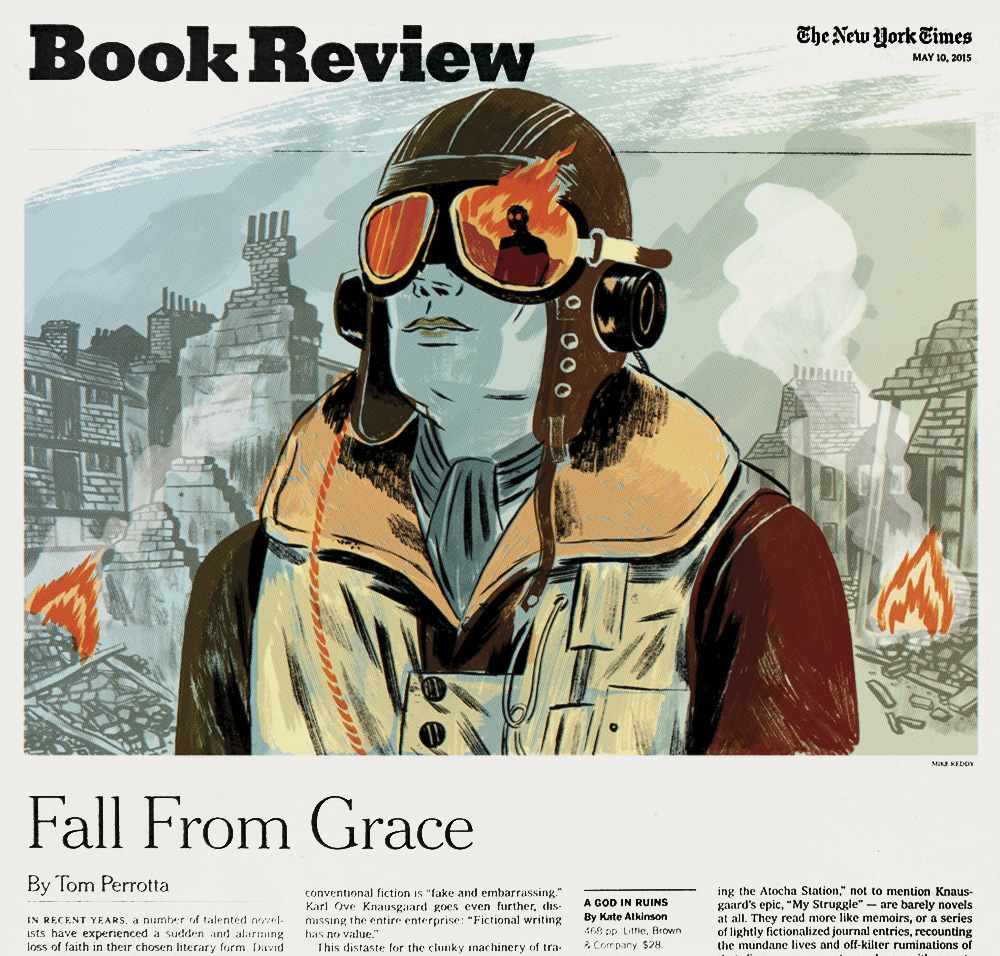 Book Review
The New York Times
MAY 10, 2015
MIKE REDDY
Fall From Grace
By Tom Perrotta
IN RECENT YEARS, a number of talented novel-
ists have experienced a sudden and alarming
loss of faith in their chosen literary form. David
conventional fiction is “fake and embarrassing.”
Karl Ove Knausgaard goes even further, dis-
missing the entire enterprise: “Fictional writing
has no value.”
This distaste for the clunky machinery of tra-
A GOD IN RUINS
By Kate Atkinson
468 pp. Little, Brown
& Company. $28.
ing the Atocha Station,” not to mention Knaus-
gaard’s epic, “My Struggle” — are barely novels
at all. They read more like memoirs, or a series
of lightly fictionalized journal entries, recounting
the mundane lives and off-kilter ruminations of